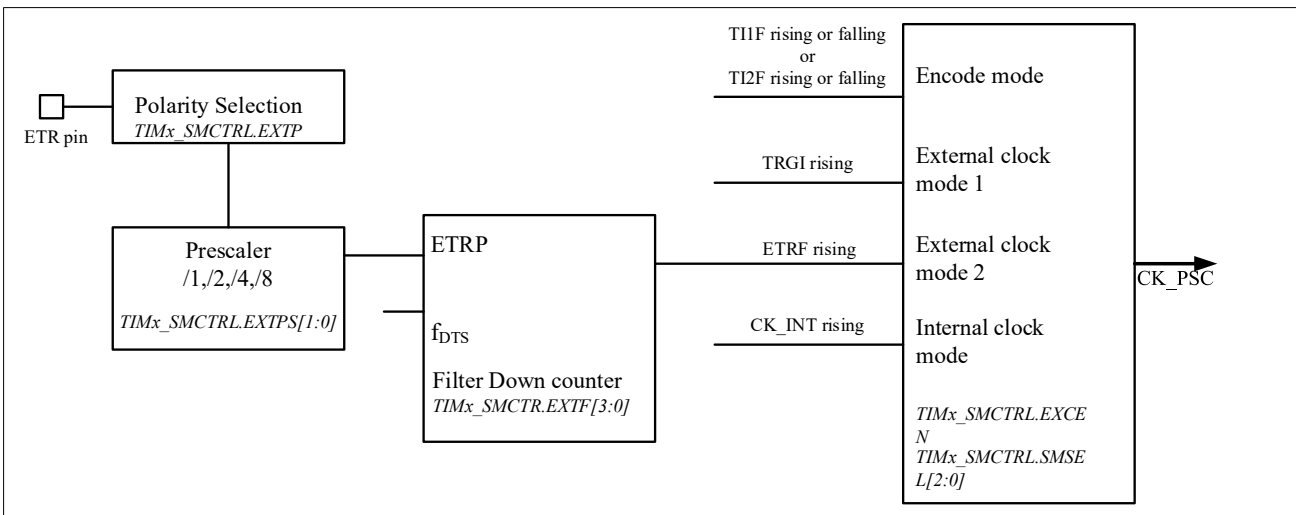 Polarity Selection
TIMx_SMCTRL.EXTP
ETR pin
Prescaler
/1,/2,/4,/8
TIMx_SMCTRL.EXTPS[1:0]
ETRP
fDTS
Filter Down counter
TIMx_SMCTR.EXTF[3:0]
TI1F rising or falling
or
TI2F rising or falling
TRGI rising
ETRF rising
CK_INT rising
Encode mode
External clock
mode 1
External clock
mode 2
Internal clock
mode
TIMx_SMCTRL.EXCE
N
TIMx_SMCTRL.SMSE
L[2:0]
CK_PSC